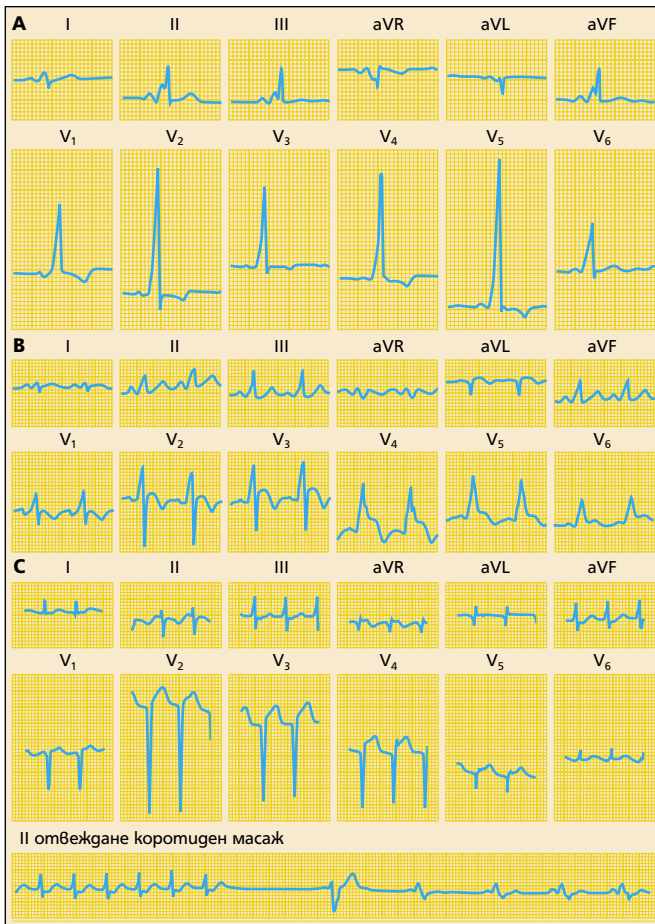 A I II III aVR aVL aVF
V1 V2 V3 V4 V5 V6
B I II III aVR aVL aVF
V1 V2 V3 V4 V5 V6
C I II III aVR aVL aVF
V1 V2 V3 V4 V5 V6
II отвеждане коротиден масаж